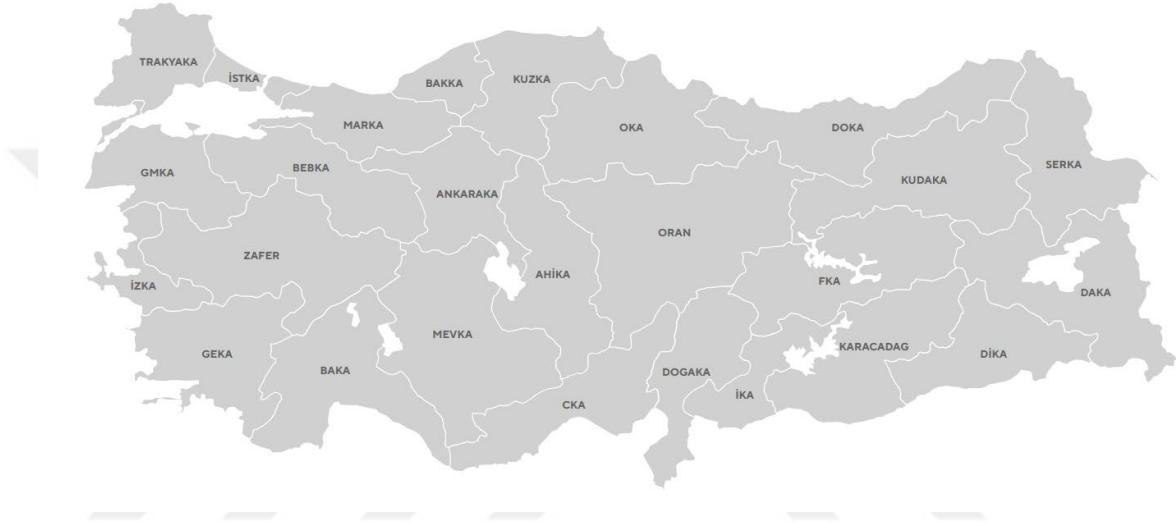 TRAKYAKA
İSTKA
BAKKA
KUZKA
MARKA
OKA
DOKA
GMKA
BEBKA
ANKARAKA
KUDAKA
SERKA
ZAFER
ORAN
İZKA
AHİKA
FKA
DAKA
GEKA
MEVKA
KARACADAG
DİKA
BAKA
DOGAKA
İKA
CKA